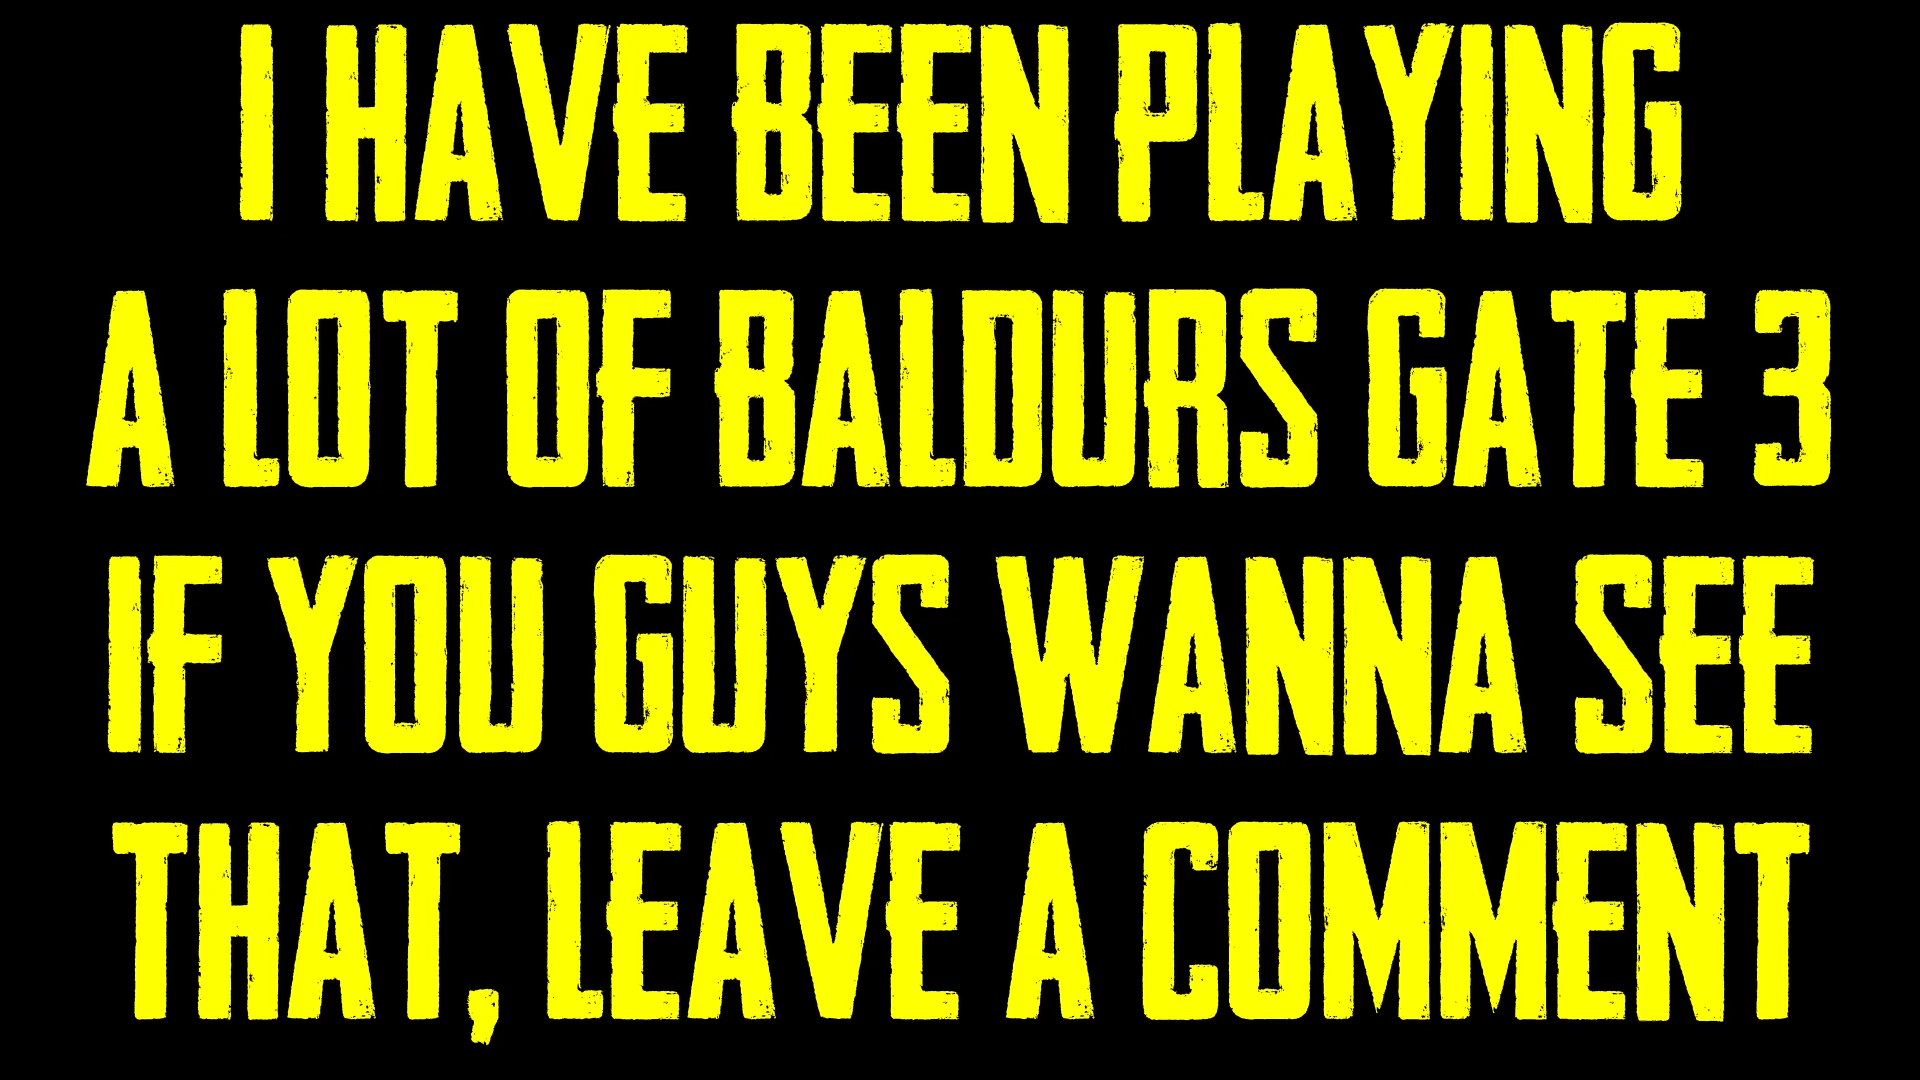 I HAVE BEEN PLAYING
A LOT OF BALDURS GATE 3
IF YOU GUYS WANNA SEE
THAT, LEAVE A COMMENT